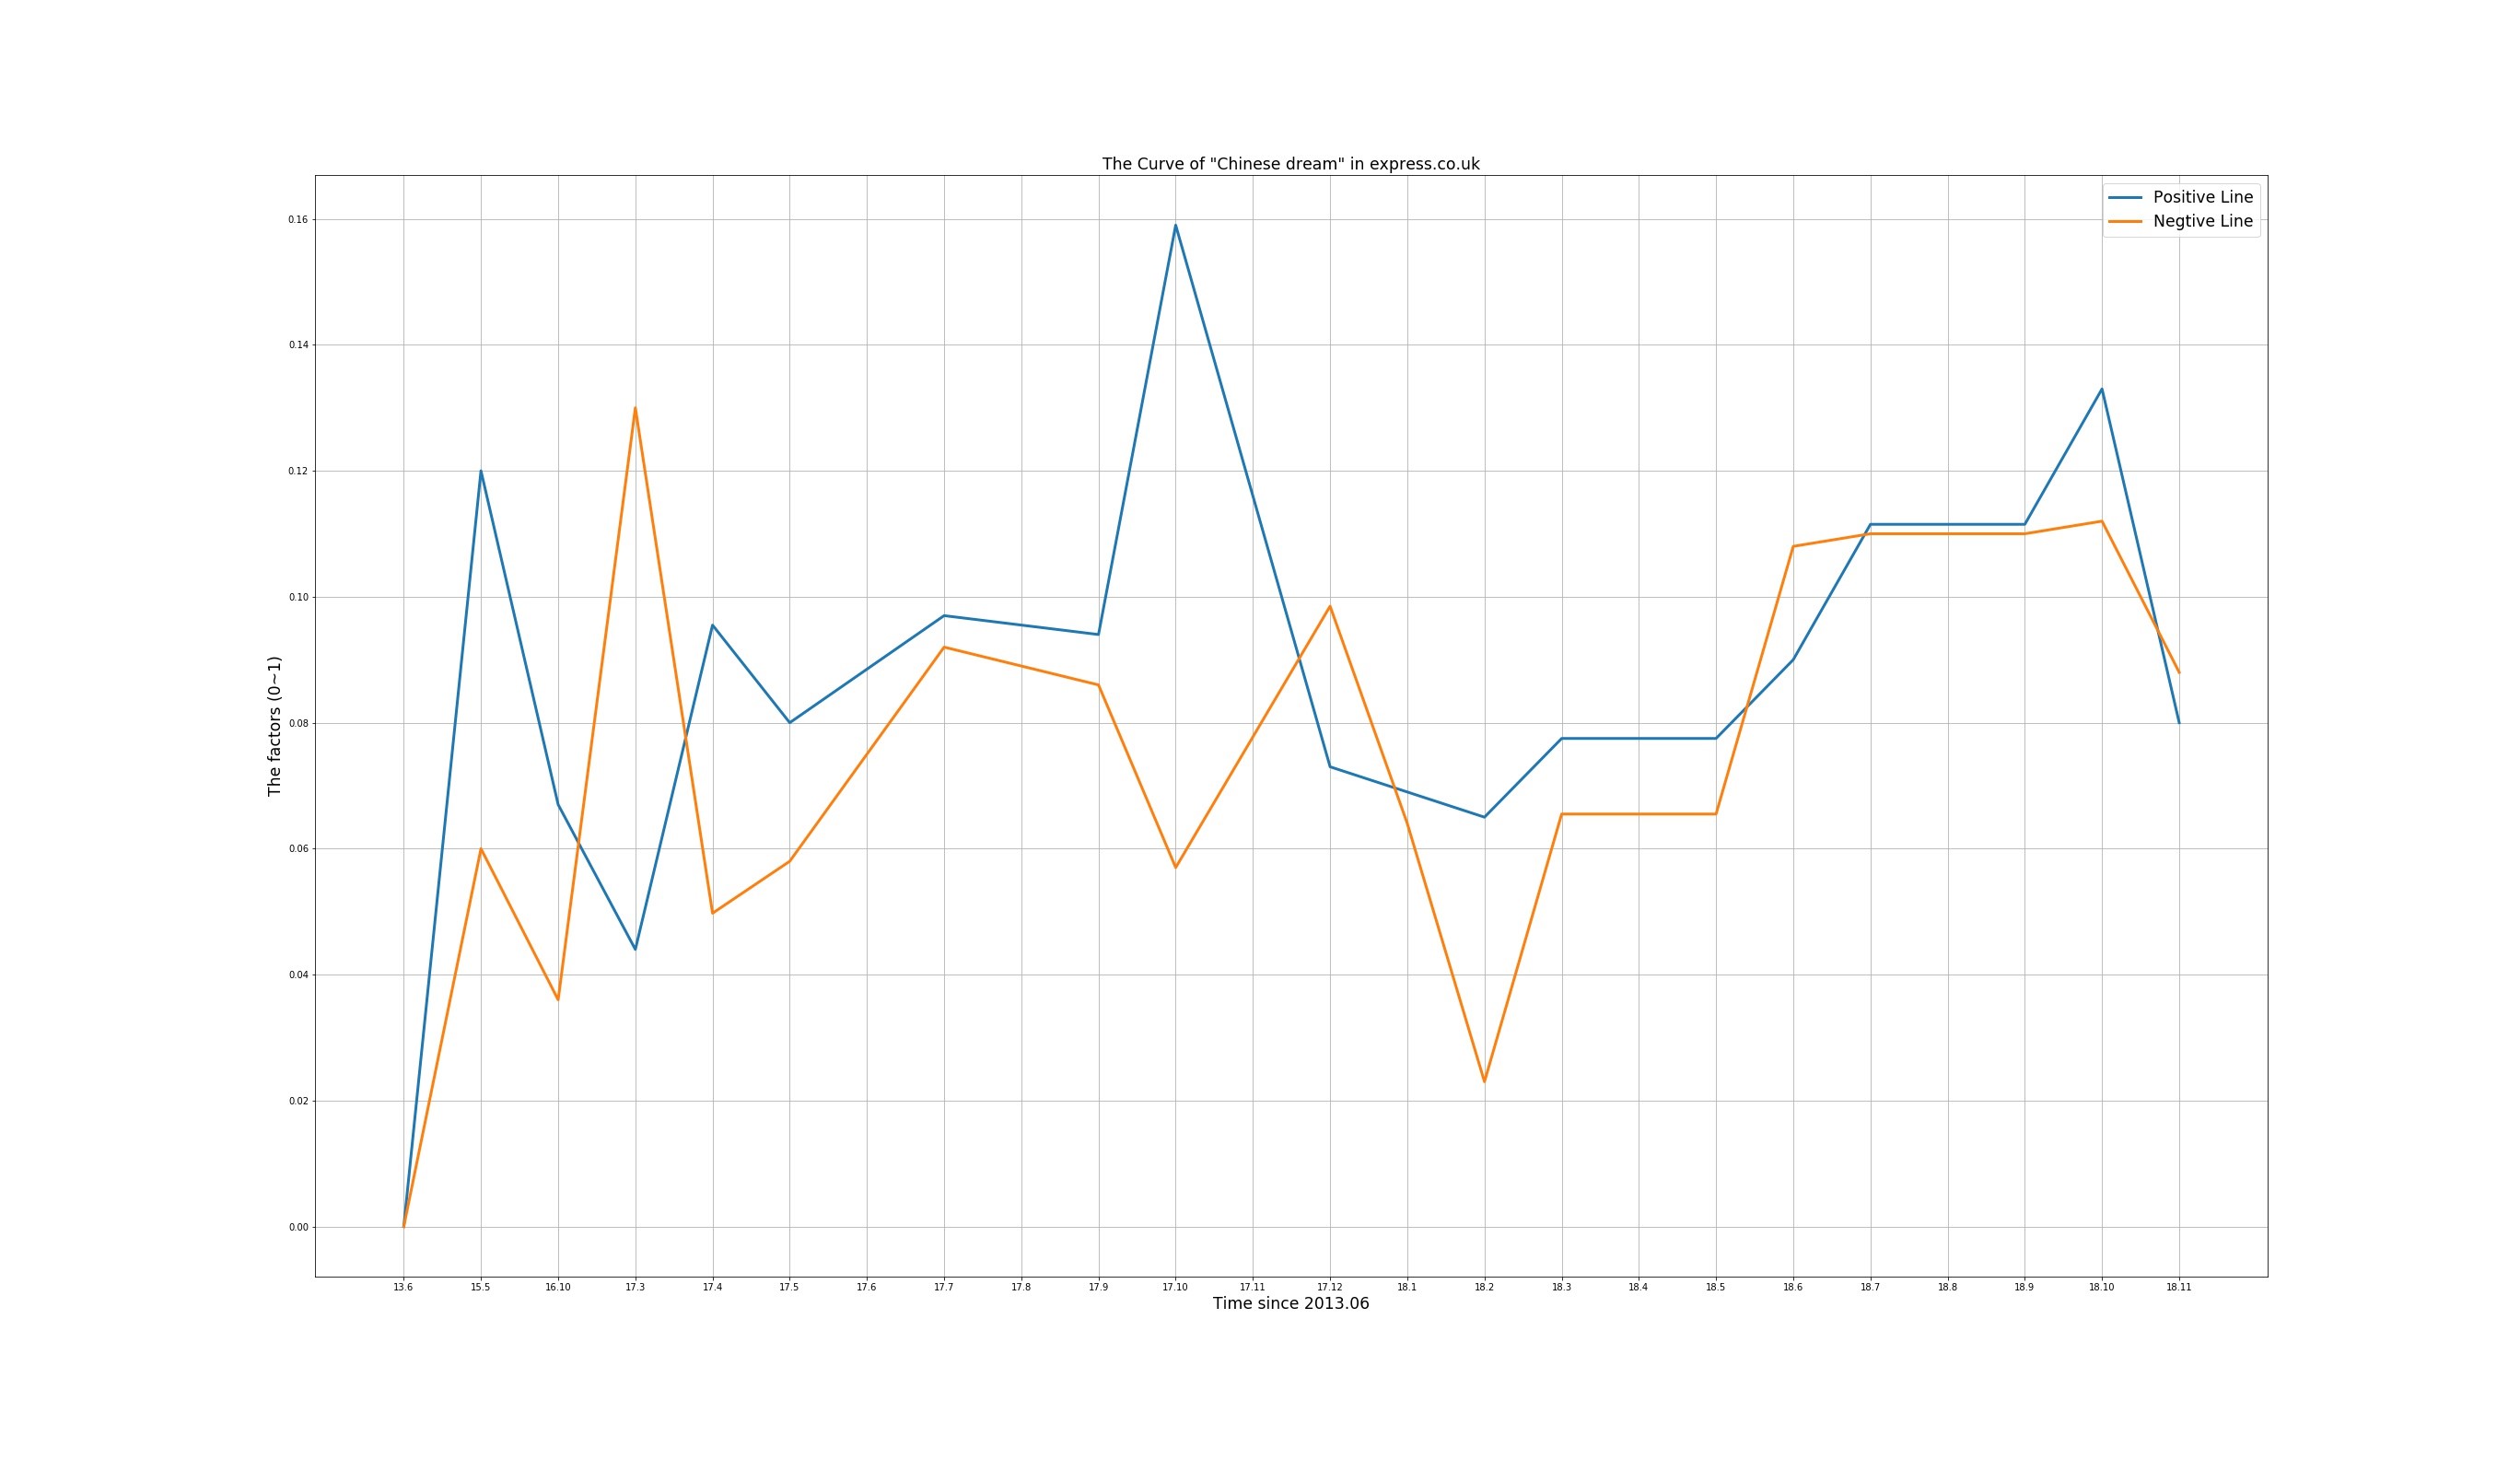 The Curve of "Chinese dream" in express.co.uk
Positive Line
Negtive Line
The factors (0~1)
0.16
0.14
0.12
0.10
0.08
0.06
0.04
0.02
0.00
13.6 15.5 16.10 17.3 17.4 17.5 17.6 17.7 17.8 17.9 17.10 17.11 17.12 18.1 18.2 18.3 18.4 18.5 18.6 18.7 18.8 18.9 18.10 18.11
Time since 2013.06